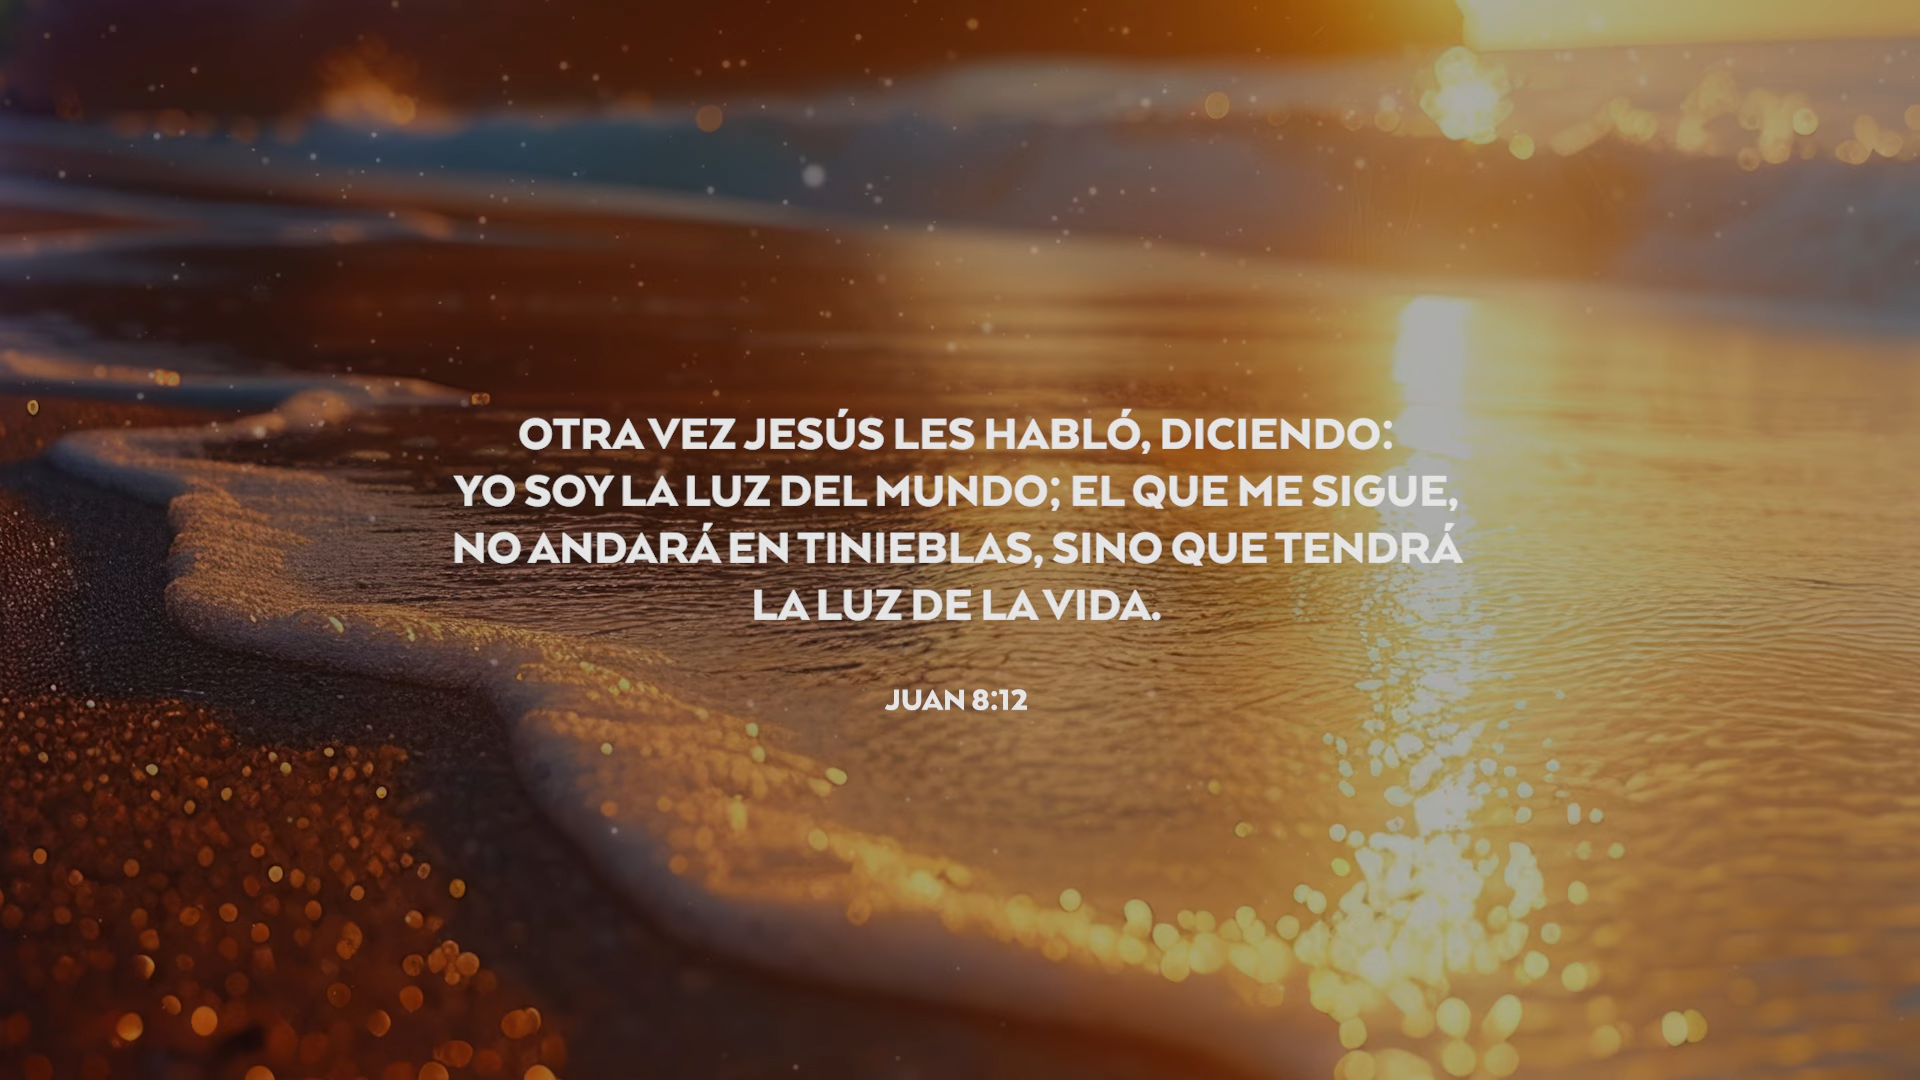 OTRA VEZ JESÚS LES HABLÓ, DICIENDO:
YO SOY LA LUZ DEL MUNDO; EL QUE ME SIGUE,
NO ANDARÁ EN TINIEBLAS, SINO QUE TENDRÁ
LA LUZ DE LA VIDA.
JUAN 8:12